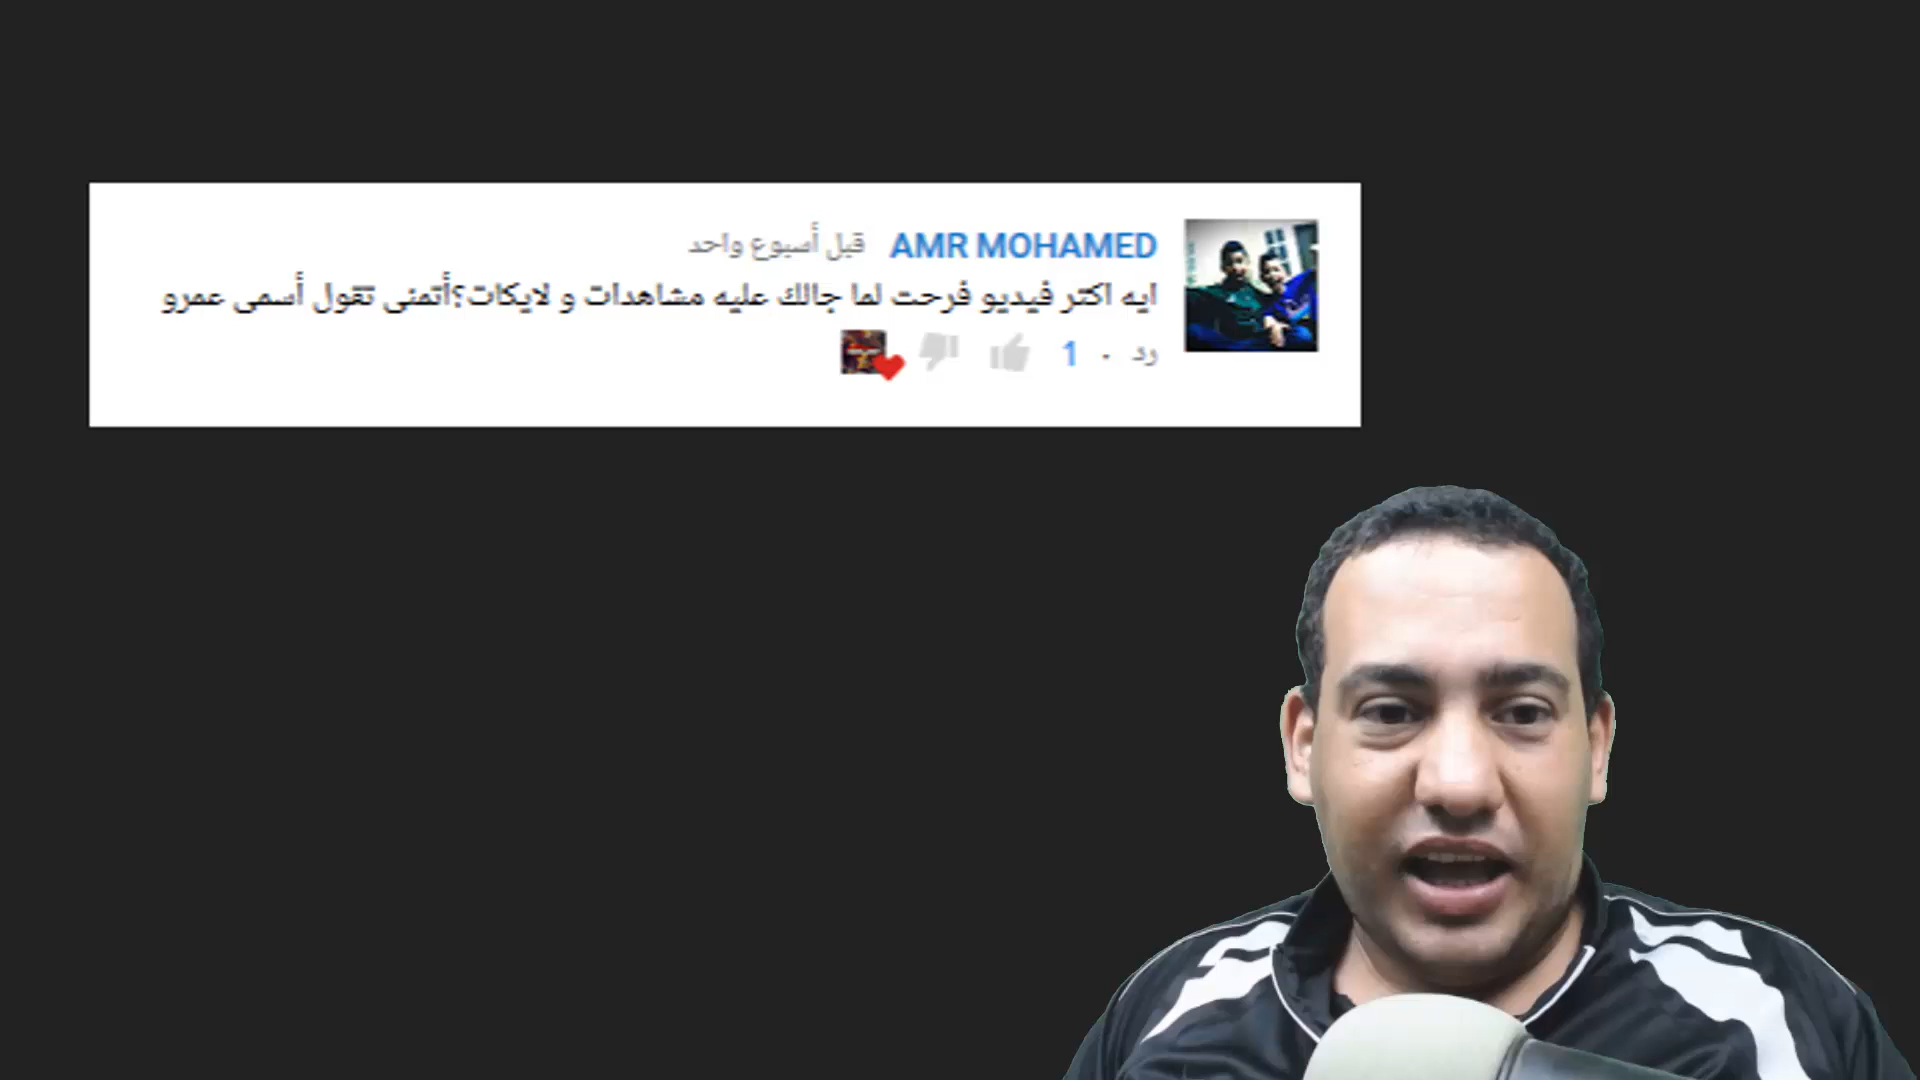 AMR MOHAMED قبل أسبوع واحد
ايه اكتر فيديو فرحت لما جالك عليه مشاهدات و لايكات؟أتمنى تقول أسمى عمرو
رد · 1